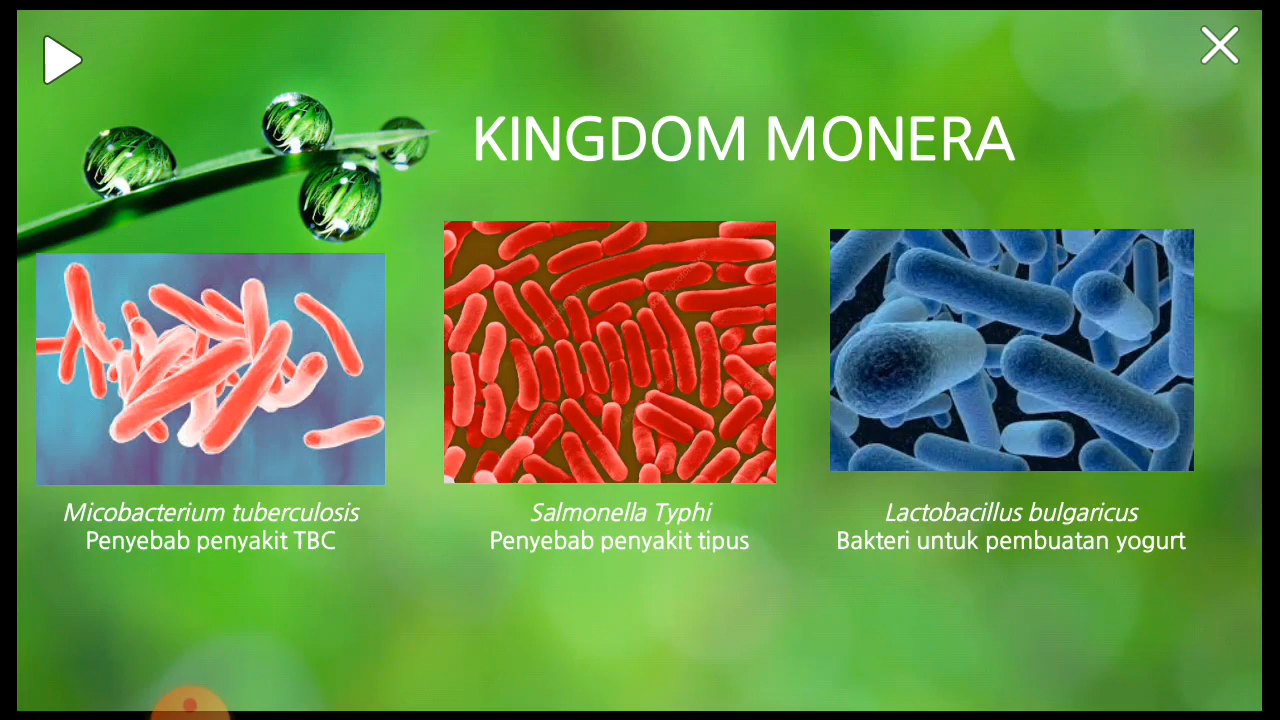 KINGDOM MONERA
Micobacterium tuberculosis
Penyebab penyakit TBC
Salmonella Typhi
Penyebab penyakit tipus
Lactobacillus bulgaricus
Bakteri untuk pembuatan yogurt